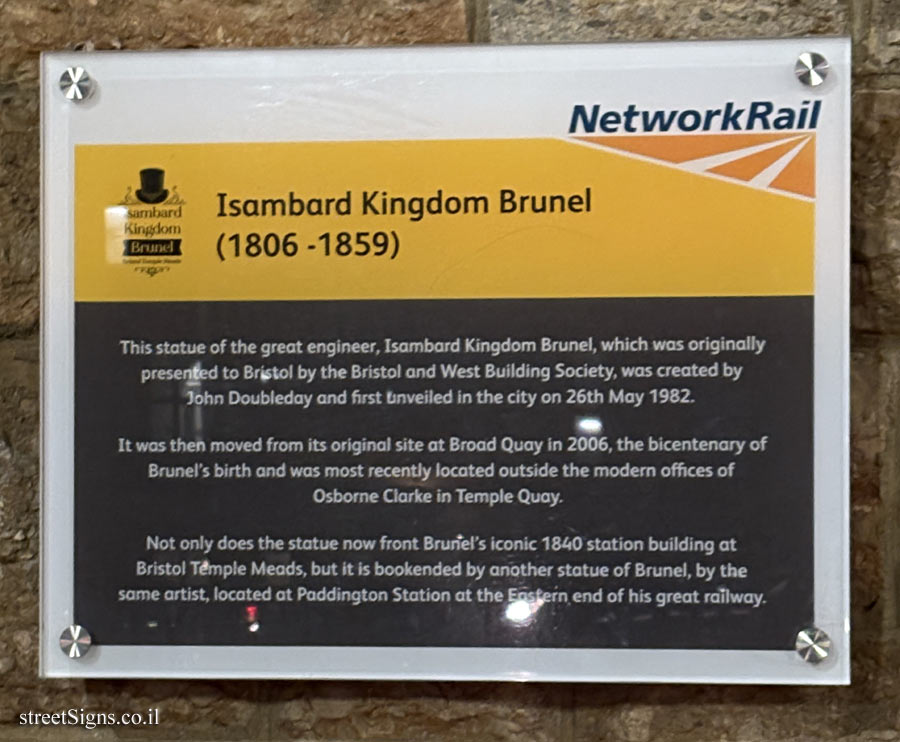 NetworkRail
Isambard
Kingdom
Brunel
Bristol Temple Meads
Isambard Kingdom Brunel
(1806 -1859)
This statue of the great engineer, Isambard Kingdom Brunel, which was originally
presented to Bristol by the Bristol and West Building Society, was created by
John Doubleday and first unveiled in the city on 26th May 1982.
It was then moved from its original site at Broad Quay in 2006, the bicentenary of
Brunel's birth and was most recently located outside the modern offices of
Osborne Clarke in Temple Quay.
Not only does the statue now front Brunel's iconic 1840 station building at
Bristol Temple Meads, but it is bookended by another statue of Brunel, by the
same artist, located at Paddington Station at the Eastern end of his great railway.
streetSigns.co.il